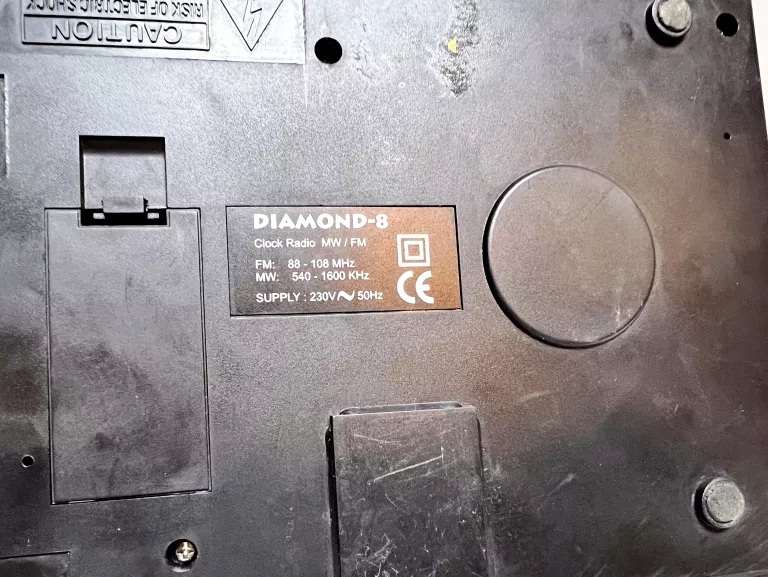 CAUTION
RISK OF ELECTRIC SHOCK
DIAMOND-8
Clock Radio MW / FM
FM: 88 - 108 MHz
MW: 540 - 1600 KHz
SUPPLY : 230V~50Hz
CE